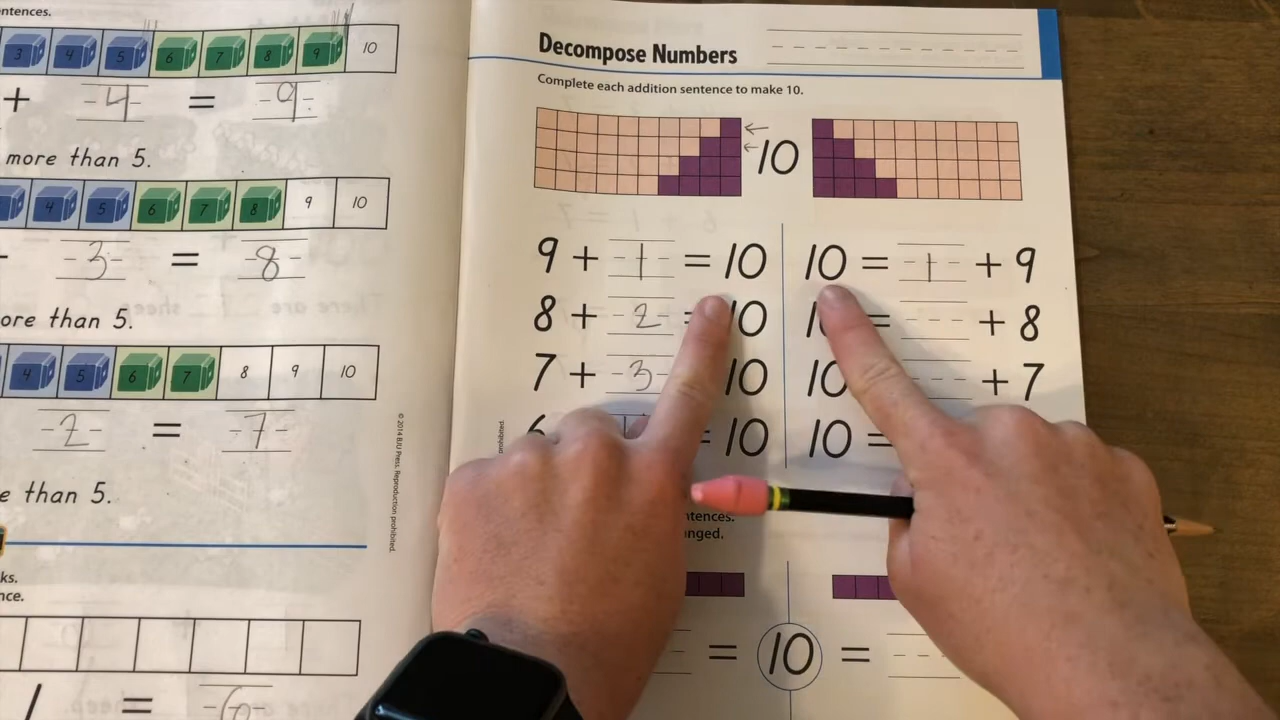 ntences.
3 4 5 6 7 8 9 10
+ 4 = 9
more than 5.
4 5 6 7 8 9 10
3 = 8
ore than 5.
4 5 6 7 8 9 10
2 = 7
e than 5.
ks.
nce.
= 6
© 2014 BJU Press. Reproduction prohibited.
Decompose Numbers
Complete each addition sentence to make 10.
10
9 + 1 = 10 10 = 1 + 9
8 + 2 = 10 10 = + 8
7 + 3 10 10 + 7
6 = 10 10 =
prohibited.
ntences.
nged.
= 10 =